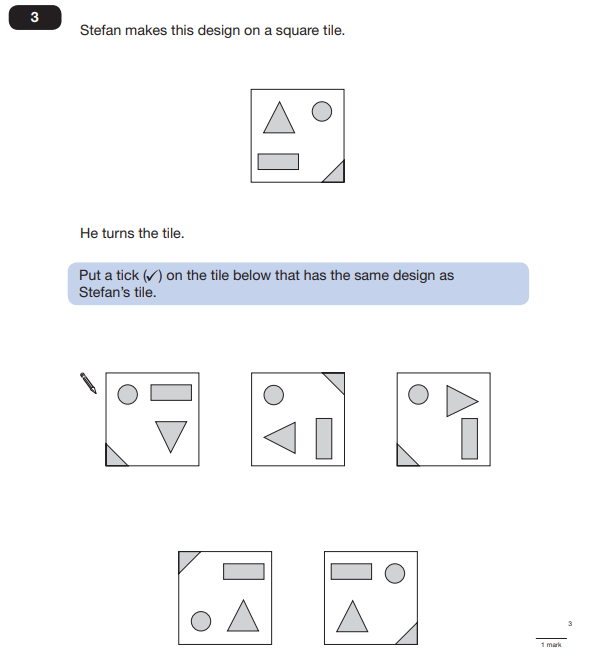 3
Stefan makes this design on a square tile.
He turns the tile.
Put a tick (✓) on the tile below that has the same design as
Stefan’s tile.
3
1 mark